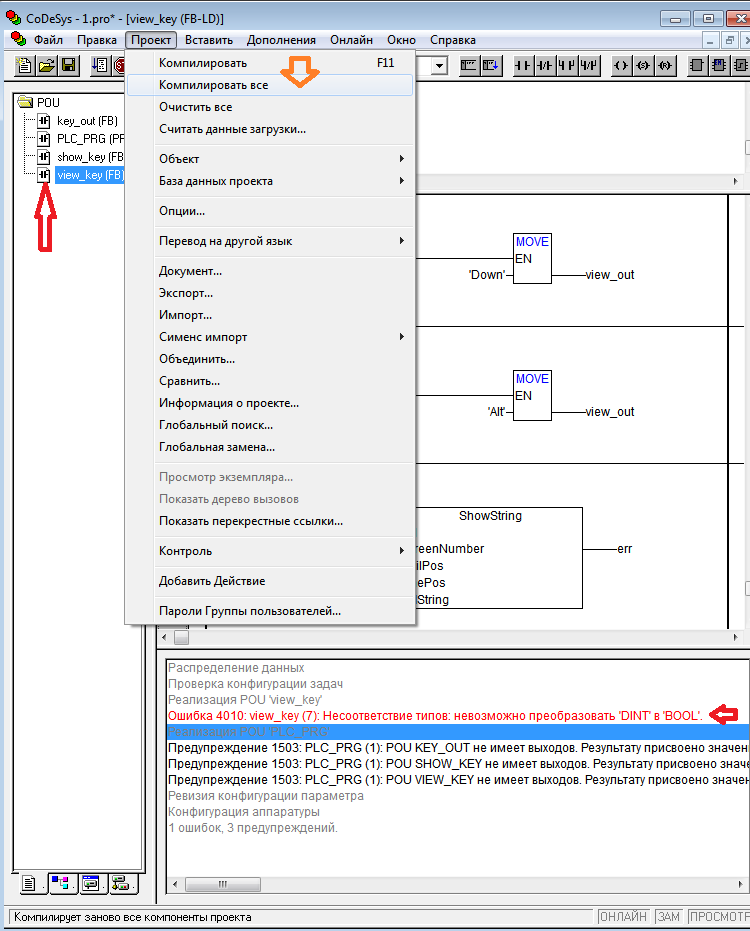 CoDeSys - 1.pro* - [view_key (FB-LD)]
Файл Правка Проект Вставить Дополнения Онлайн Окно Справка
POU
key_out (FB)
PLC_PRG (PR
show_key (FB
view_key (FB)
Компилировать F11
Компилировать все
Очистить все
Считать данные загрузки...
Объект
База данных проекта
Опции...
Перевод на другой язык
Документ...
Экспорт...
Импорт...
Сименс импорт
Объединить...
Сравнить...
Информация о проекте...
Глобальный поиск...
Глобальная замена...
Просмотр экземпляра...
Показать дерево вызовов
Показать перекрестные ссылки...
Контроль
Добавить Действие
Пароли Группы пользователей...
MOVE
EN
'Down' view_out
MOVE
EN
'Alt' view_out
ShowString
reenNumber err
ilPos
ePos
String
Распределение данных
Проверка конфигурации задач
Реализация POU 'view_key'
Ошибка 4010: view_key (7): Несоответствие типов: невозможно преобразовать 'DINT' в 'BOOL'.
Реализация POU 'PLC_PRG'
Предупреждение 1503: PLC_PRG (1): POU KEY_OUT не имеет выходов. Результату присвоено значен
Предупреждение 1503: PLC_PRG (1): POU SHOW_KEY не имеет выходов. Результату присвоено знач
Предупреждение 1503: PLC_PRG (1): POU VIEW_KEY не имеет выходов. Результату присвоено значе
Ревизия конфигурации параметра
Конфигурация аппаратуры
1 ошибок, 3 предупреждений.
Компилирует заново все компоненты проекта
ОНЛАЙН ЗАМ ПРОСМОТР